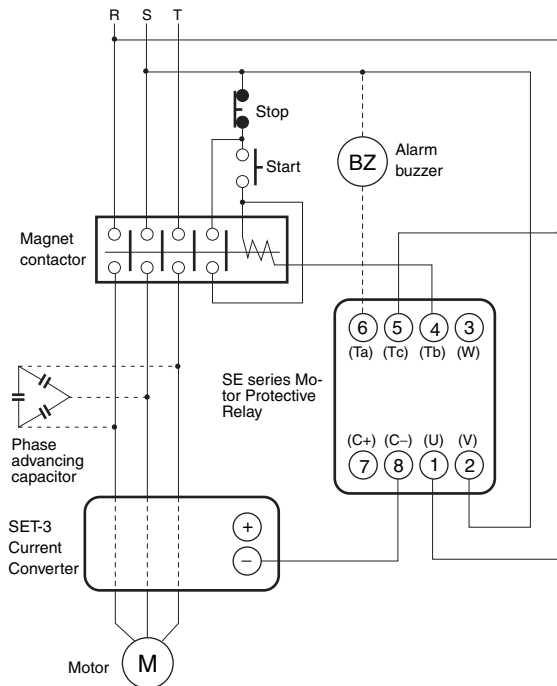 R S T
Stop
Start
BZ
Alarm
buzzer
Magnet
contactor
6 5 4 3
(Ta) (Tc) (Tb) (W)
SE series Mo-
tor Protective
Relay
(C+) (C−) (U) (V)
7 8 1 2
Phase
advancing
capacitor
SET-3
Current
Converter
+
−
Motor
M